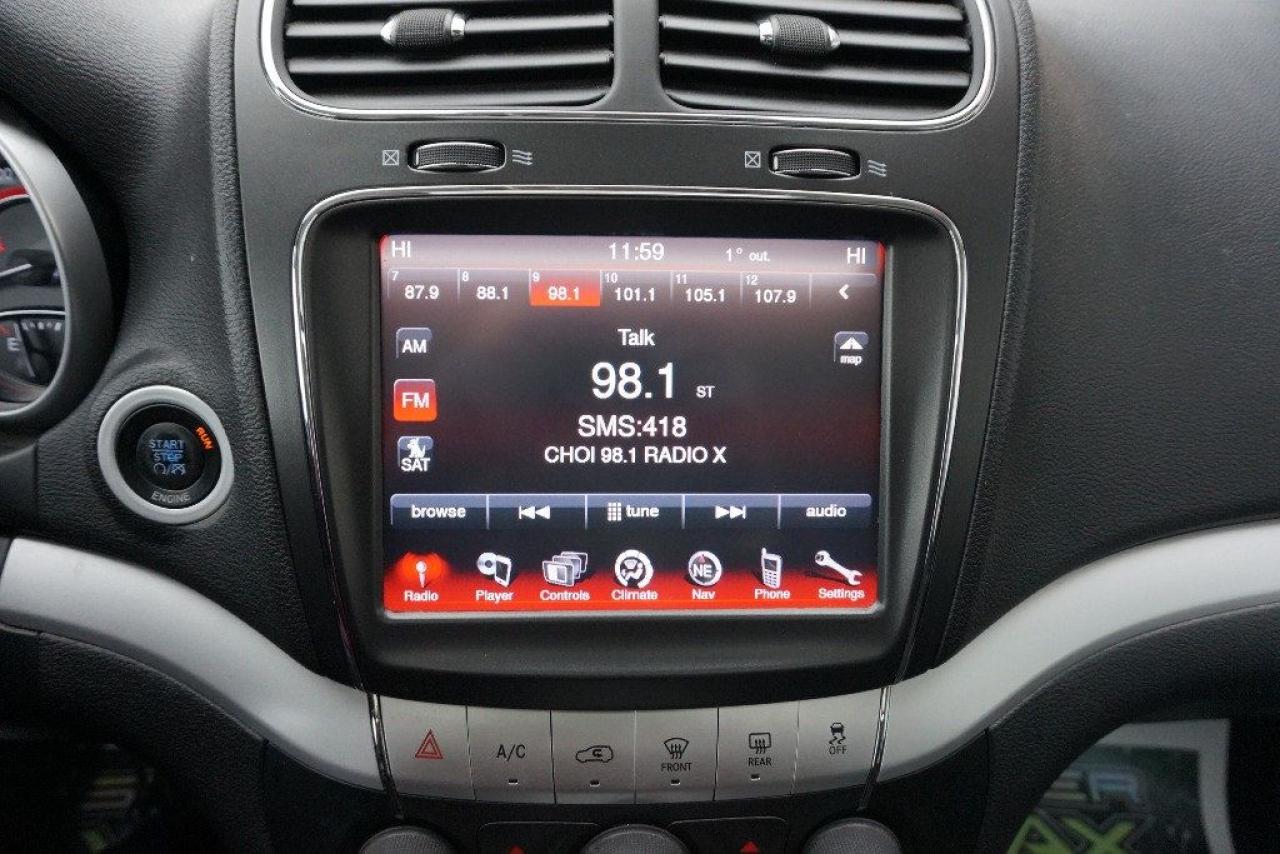 HI 11:59 1° out. HI
7 8 9 10 11 12
87.9 88.1 98.1 101.1 105.1 107.9
AM
Talk
map
98.1 ST
FM
SMS:418
CHOI 98.1 RADIO X
SAT
browse tune audio
NE
Radio Player Controls Climate Nav Phone Settings
E
RUN
START
STOP
ENGINE
A/C
FRONT
REAR
OFF